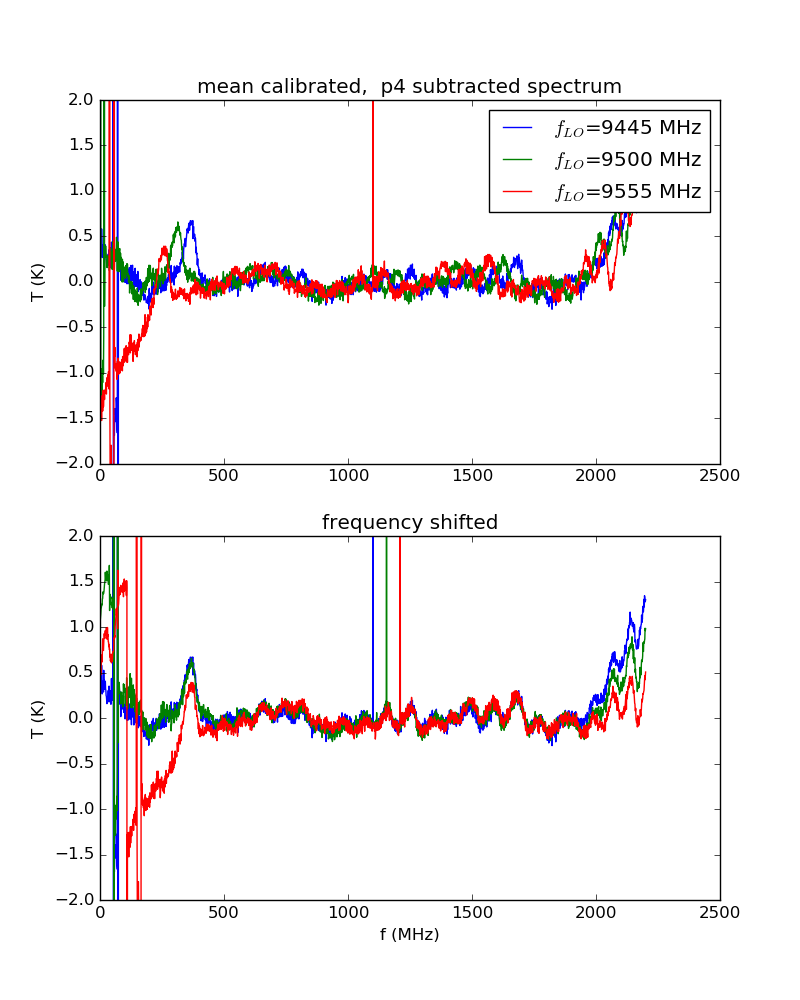 mean calibrated,  p4 subtracted spectrum
2.0
1.5
1.0
0.5
0.0
−0.5
−1.0
−1.5
−2.0
T (K)
f_LO=9445 MHz
f_LO=9500 MHz
f_LO=9555 MHz
0 500 1000 1500 2000 2500
frequency shifted
2.0
1.5
1.0
0.5
0.0
−0.5
−1.0
−1.5
−2.0
T (K)
0 500 1000 1500 2000 2500
f (MHz)